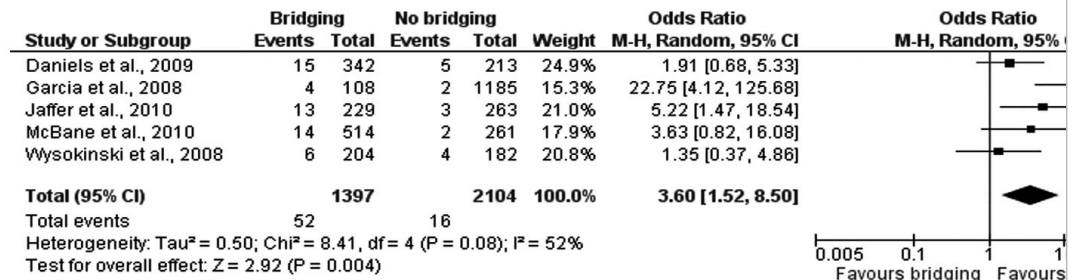 Bridging No bridging Odds Ratio Odds Ratio
Study or Subgroup Events Total Events Total Weight M-H, Random, 95% CI M-H, Random, 95%
Daniels et al., 2009 15 342 5 213 24.9% 1.91 [0.68, 5.33]
Garcia et al., 2008 4 108 2 1185 15.3% 22.75 [4.12, 125.68]
Jaffer et al., 2010 13 229 3 263 21.0% 5.22 [1.47, 18.54]
McBane et al., 2010 14 514 2 261 17.9% 3.63 [0.82, 16.08]
Wysokinski et al., 2008 6 204 4 182 20.8% 1.35 [0.37, 4.86]
Total (95% CI) 1397 2104 100.0% 3.60 [1.52, 8.50]
Total events 52 16
Heterogeneity: Tau² = 0.50; Chi² = 8.41, df = 4 (P = 0.08); I² = 52%
Test for overall effect: Z = 2.92 (P = 0.004)
0.005 0.1 1 1
Favours bridging Favours